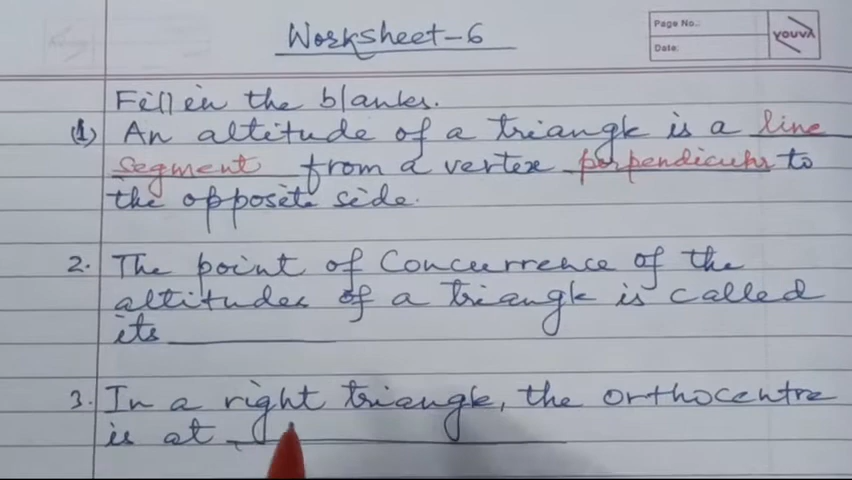 Worksheet-6
Page No.:
Date:
YOUVA
Fill in the blanks.
(1) An altitude of a triangle is a line
segment from a vertex perpendicular to
the opposite side.
2. The point of Concurrence of the
altitudes of a triangle is called
its ________
3. In a right triangle, the orthocentre
is at ________